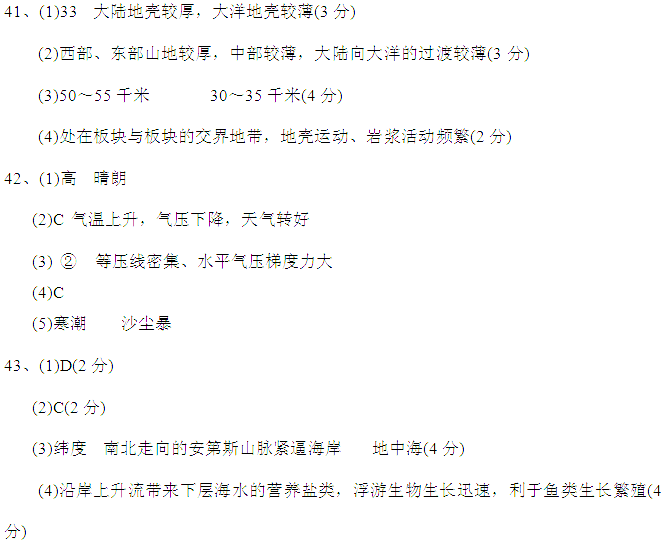 41、(1)33 大陆地壳较厚，大洋地壳较薄(3 分)
(2)西部、东部山地较厚，中部较薄，大陆向大洋的过渡较薄(3 分)
(3)50～55 千米 30～35 千米(4 分)
(4)处在板块与板块的交界地带，地壳运动、岩浆活动频繁(2 分)
42、(1)高 晴朗
(2)C 气温上升，气压下降，天气转好
(3) ② 等压线密集、水平气压梯度力大
(4)C
(5)寒潮 沙尘暴
43、(1)D(2 分)
(2)C(2 分)
(3)纬度 南北走向的安第斯山脉紧逼海岸 地中海(4 分)
(4)沿岸上升流带来下层海水的营养盐类，浮游生物生长迅速，利于鱼类生长繁殖(4
分)